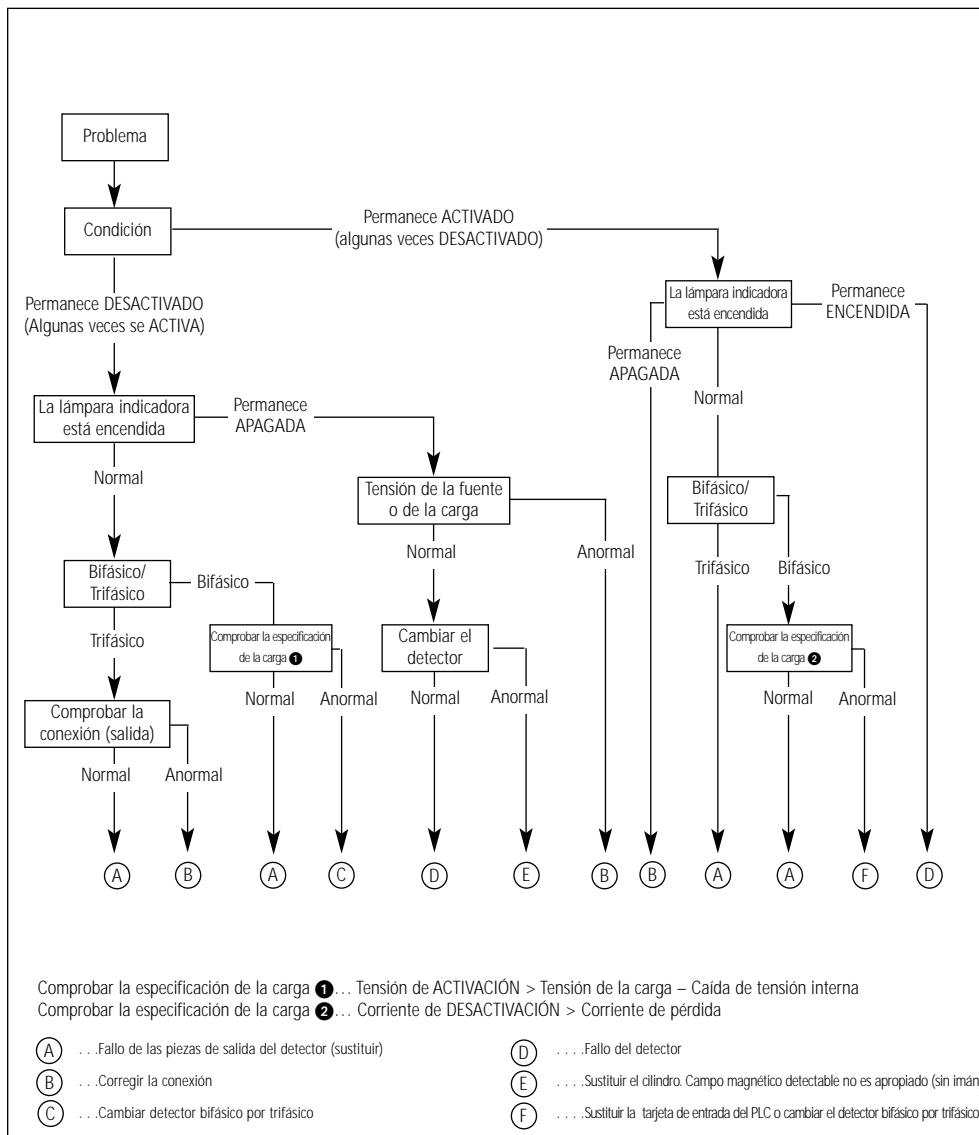 Problema
Condición
Permanece ACTIVADO
(algunas veces DESACTIVADO)
Permanece DESACTIVADO
(Algunas veces se ACTIVA)
La lámpara indicadora
está encendida
Permanece
ENCENDIDA
Permanece
APAGADA
Normal
La lámpara indicadora
está encendida
Permanece
APAGADA
Normal
Tensión de la fuente
o de la carga
Normal
Anormal
Bifásico/
Trifásico
Trifásico
Bifásico
Bifásico/
Trifásico
Bifásico
Trifásico
Comprobar la especificación
de la carga ❶
Normal
Anormal
Cambiar el
detector
Normal
Anormal
Comprobar la especificación
de la carga ❷
Normal
Anormal
Comprobar la
conexión (salida)
Normal
Anormal
A B A C D E B B A A F D
Comprobar la especificación de la carga ❶... Tensión de ACTIVACIÓN > Tensión de la carga – Caída de tensión interna
Comprobar la especificación de la carga ❷... Corriente de DESACTIVACIÓN > Corriente de pérdida
A . . .Fallo de las piezas de salida del detector (sustituir)
B . . .Corregir la conexión
C . . .Cambiar detector bifásico por trifásico
D . . . .Fallo del detector
E . . . .Sustituir el cilindro. Campo magnético detectable no es apropiado (sin imán
F . . . .Sustituir la tarjeta de entrada del PLC o cambiar el detector bifásico por trifásico